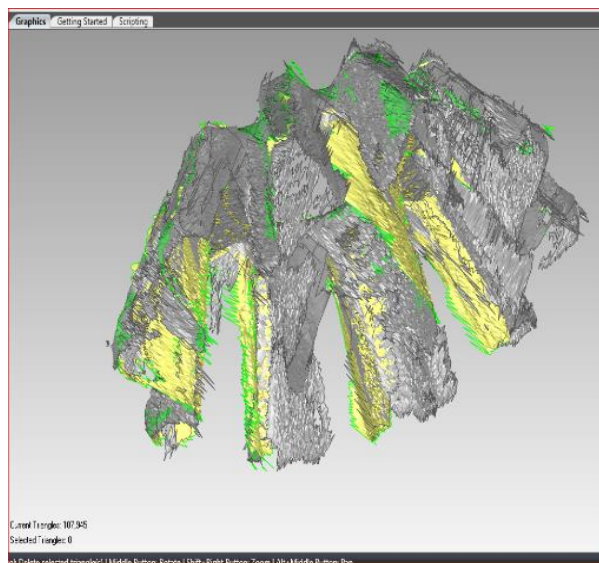 Graphics Getting Started Scripting
Current Triangles: 107,945
Selected Triangles: 0
Delete selected triangle(s) | Middle Button: Rotate | Shift+Right Button: Zoom | Alt+Middle Button: Pan